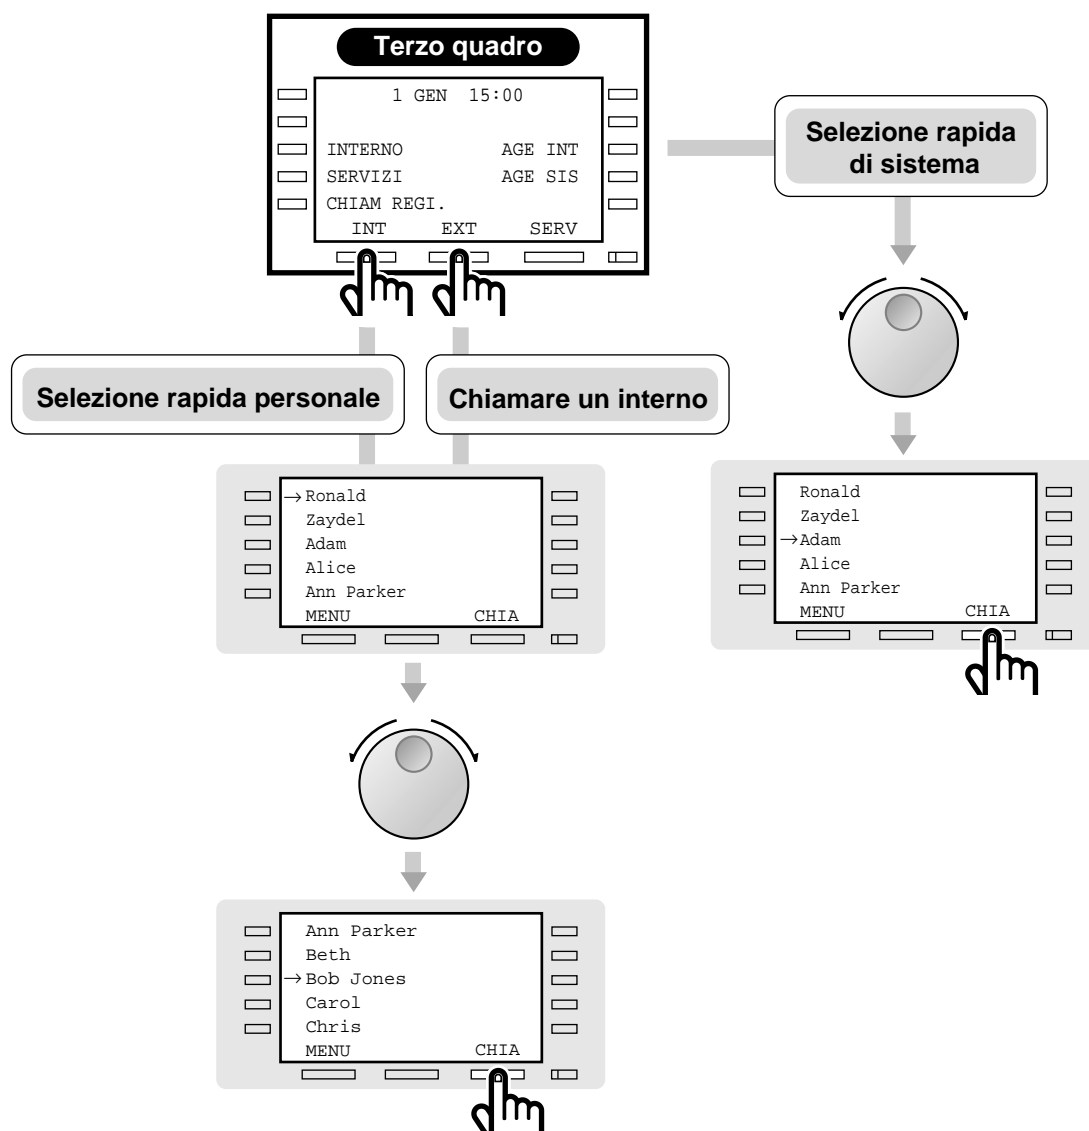 Terzo quadro
1 GEN 15:00
INTERNO AGE INT
SERVIZI AGE SIS
CHIAM REGI.
INT EXT SERV
Selezione rapida
di sistema
Selezione rapida personale
Chiamare un interno
→Ronald
Zaydel
Adam
Alice
Ann Parker
MENU CHIA
Ronald
Zaydel
→Adam
Alice
Ann Parker
MENU CHIA
Ann Parker
Beth
→Bob Jones
Carol
Chris
MENU CHIA